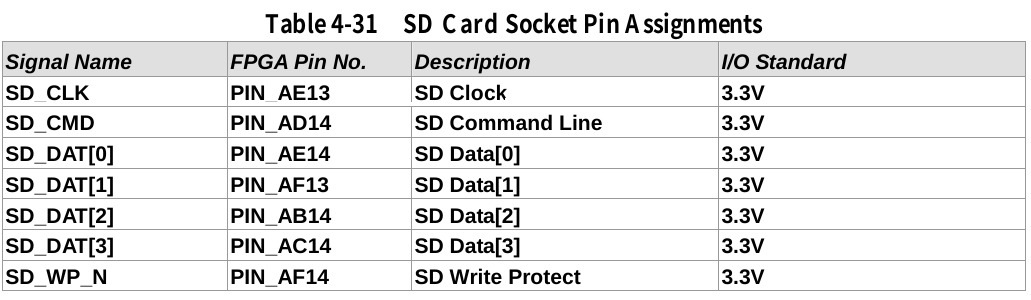 Table 4-31 SD Card Socket Pin Assignments
Signal Name FPGA Pin No. Description I/O Standard
SD_CLK PIN_AE13 SD Clock 3.3V
SD_CMD PIN_AD14 SD Command Line 3.3V
SD_DAT[0] PIN_AE14 SD Data[0] 3.3V
SD_DAT[1] PIN_AF13 SD Data[1] 3.3V
SD_DAT[2] PIN_AB14 SD Data[2] 3.3V
SD_DAT[3] PIN_AC14 SD Data[3] 3.3V
SD_WP_N PIN_AF14 SD Write Protect 3.3V